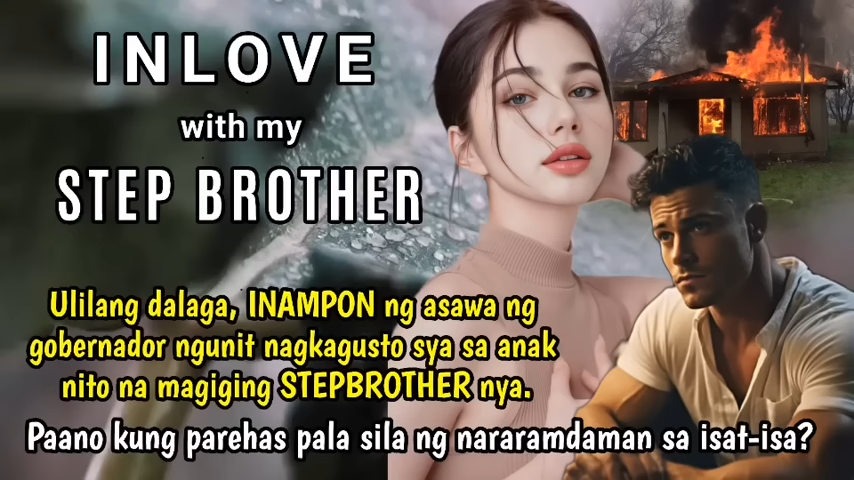 INLOVE
with my
STEP BROTHER
Ulilang dalaga, INAMPON ng asawa ng
gobernador ngunit nagkagusto sya sa anak
nito na magiging STEPBROTHER nya.
Paano kung parehas pala sila ng nararamdaman sa isat-isa?